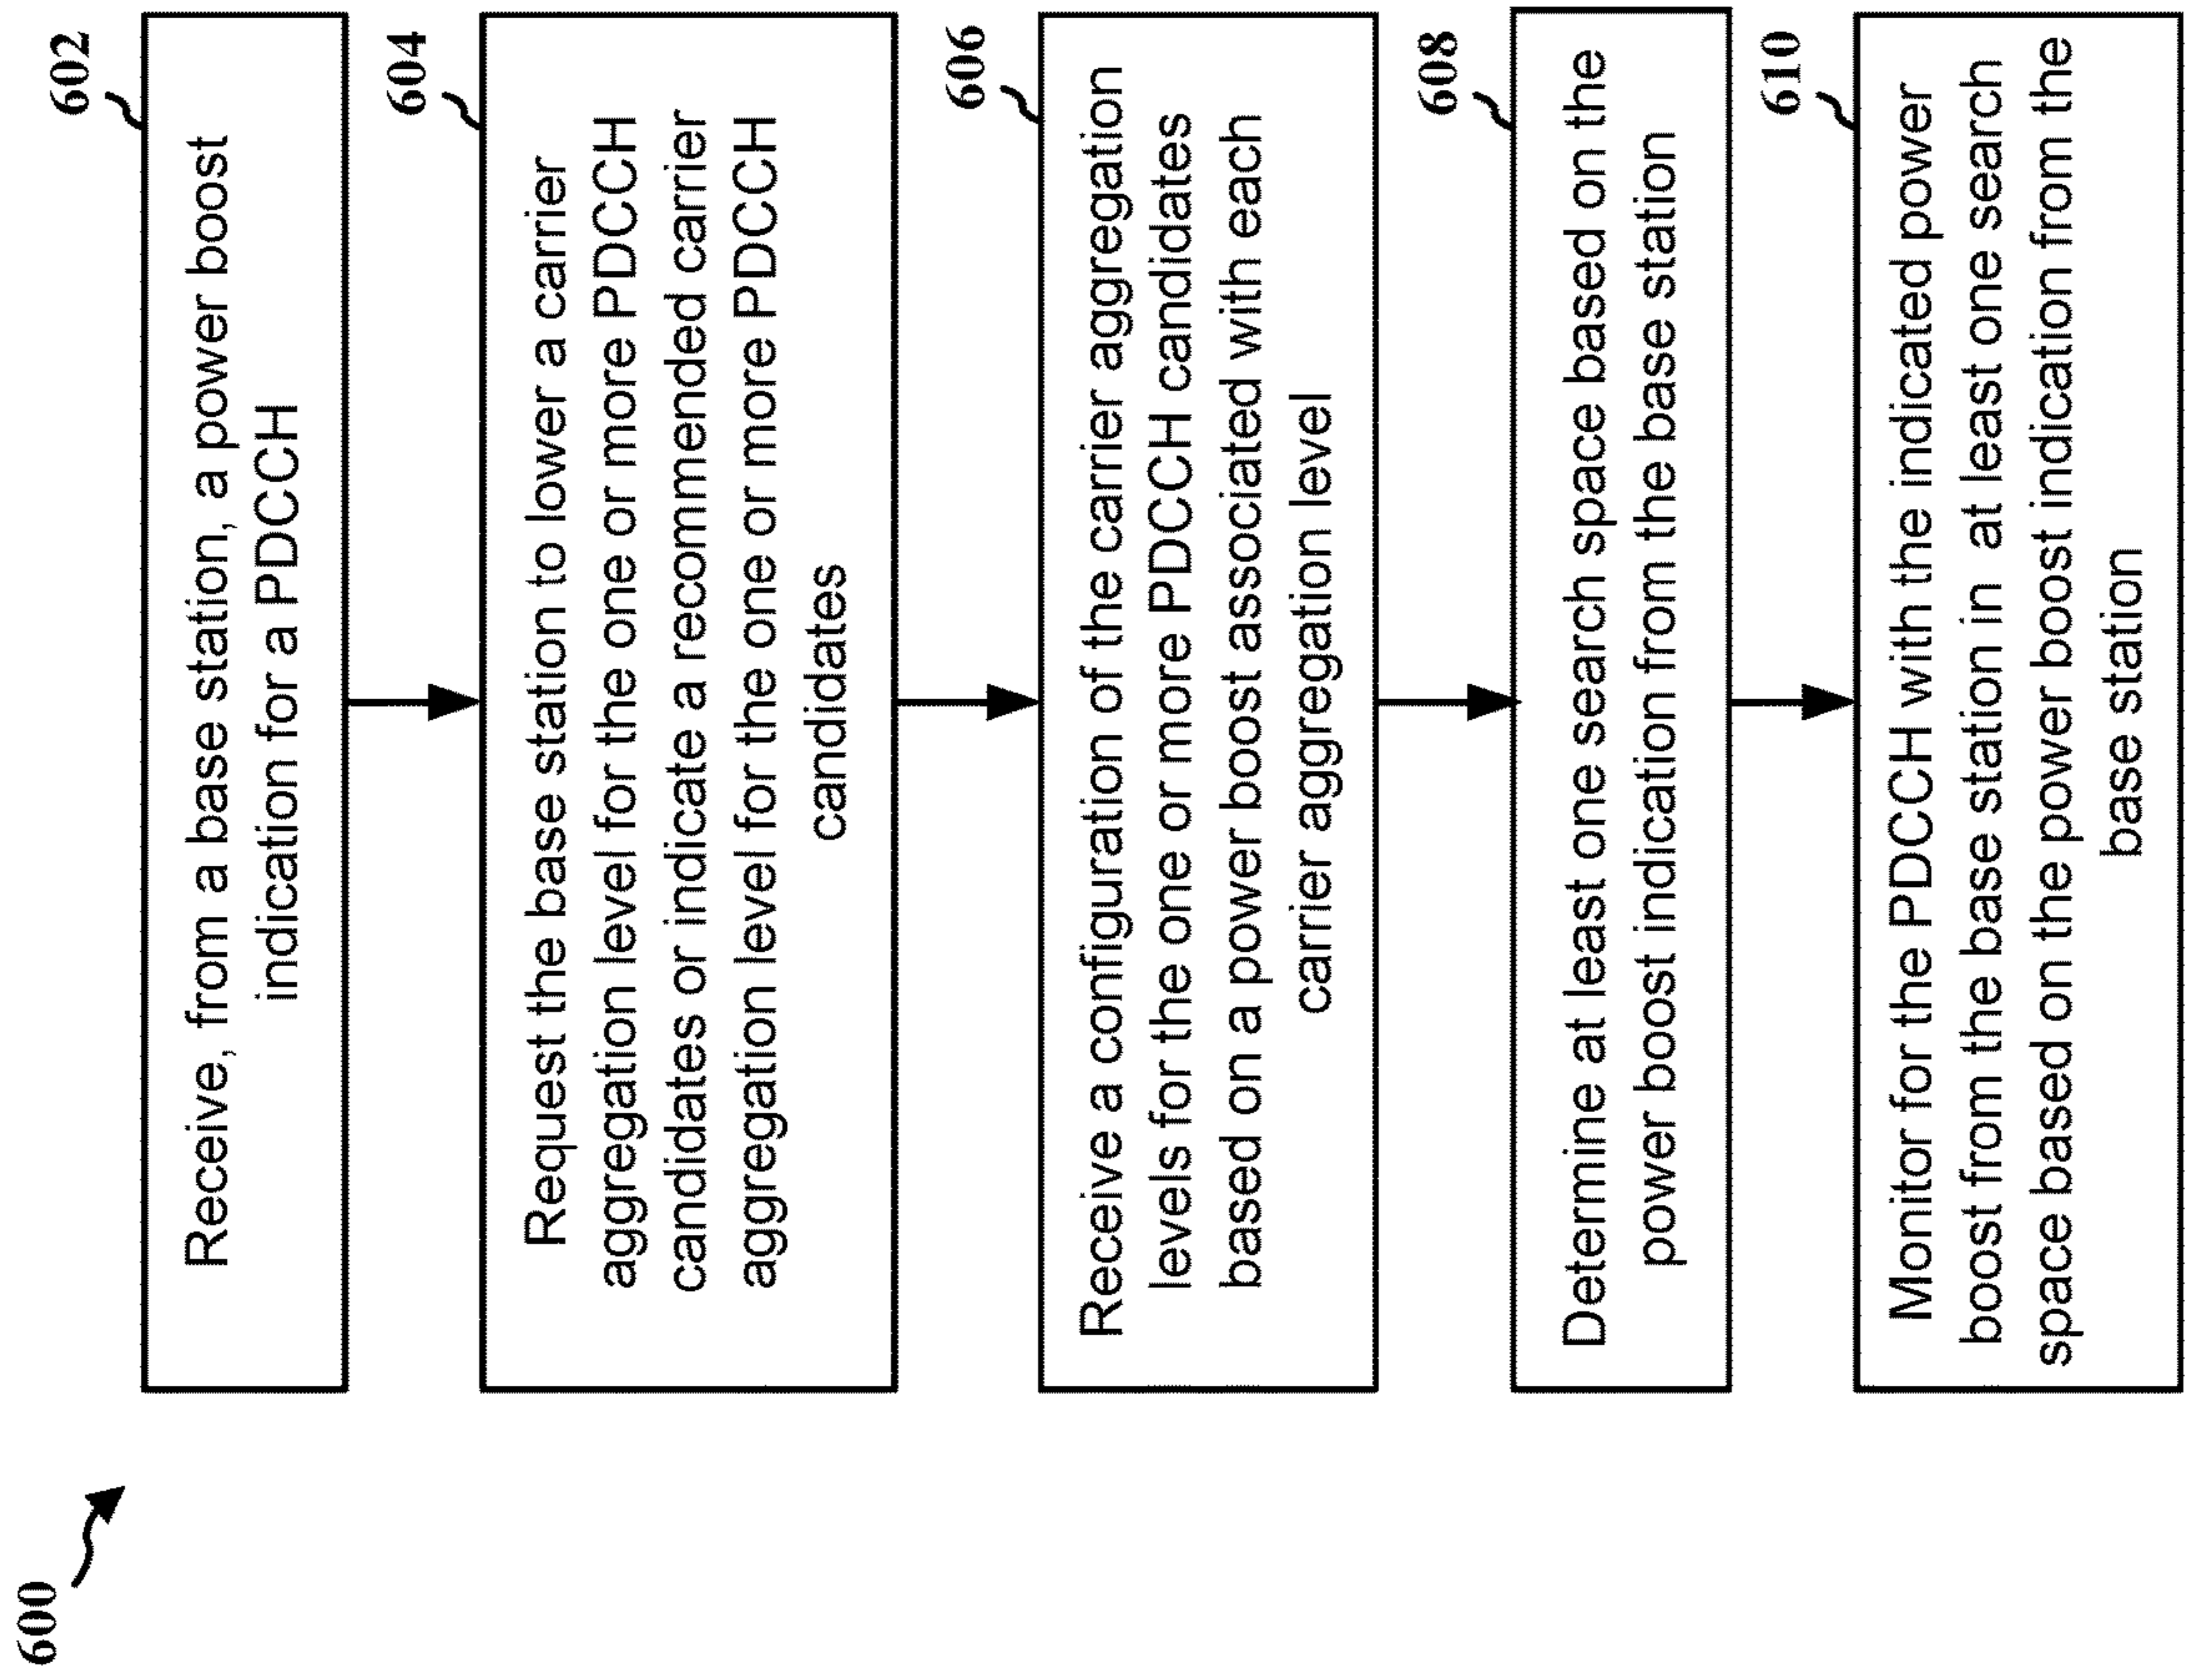 600
602
Receive, from a base station, a power boost
indication for a PDCCH
604
Request the base station to lower a carrier
aggregation level for the one or more PDCCH
candidates or indicate a recommended carrier
aggregation level for the one or more PDCCH
candidates
606
Receive a configuration of the carrier aggregation
levels for the one or more PDCCH candidates
based on a power boost associated with each
carrier aggregation level
608
Determine at least one search space based on the
power boost indication from the base station
610
Monitor for the PDCCH with the indicated power
boost from the base station in at least one search
space based on the power boost indication from the
base station